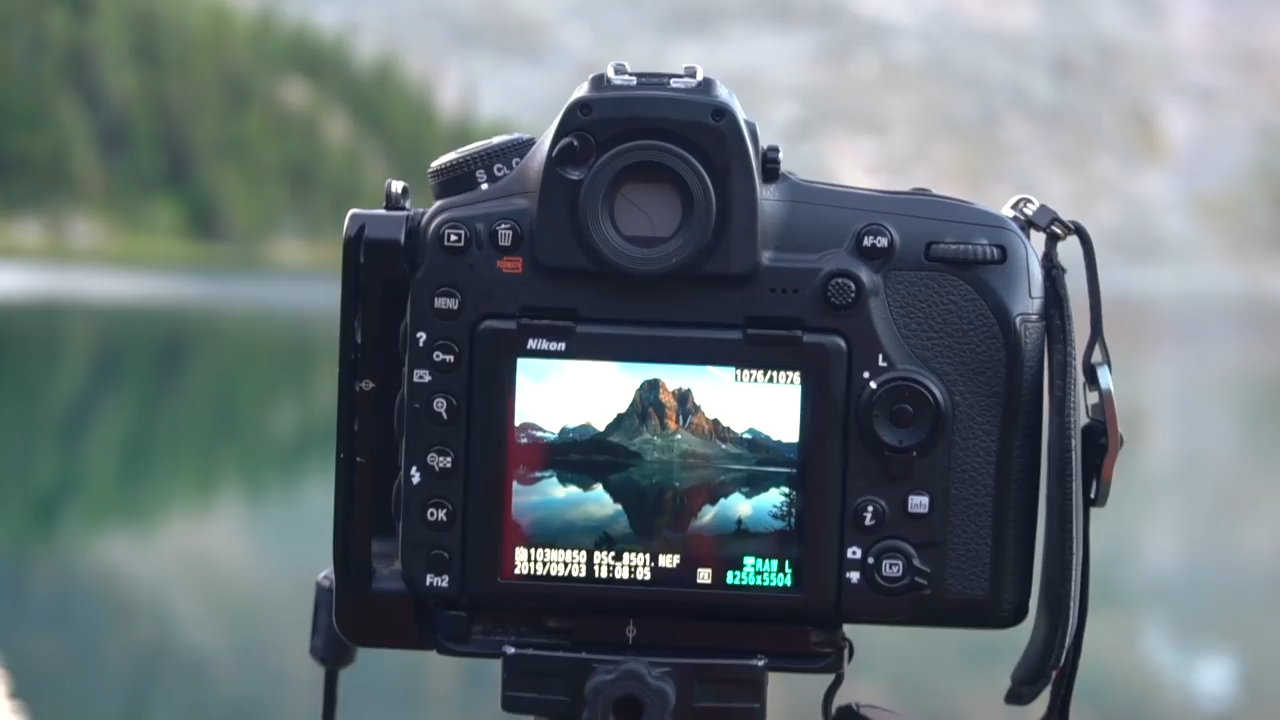 S CL C
FORMAT
AF-ON
MENU
?
Nikon
L
1076/1076
OK
info
i
Lv
Fn2
103ND850 DSC_8501.NEF
2019/09/03 18:08:05
RAW L
8256x5504